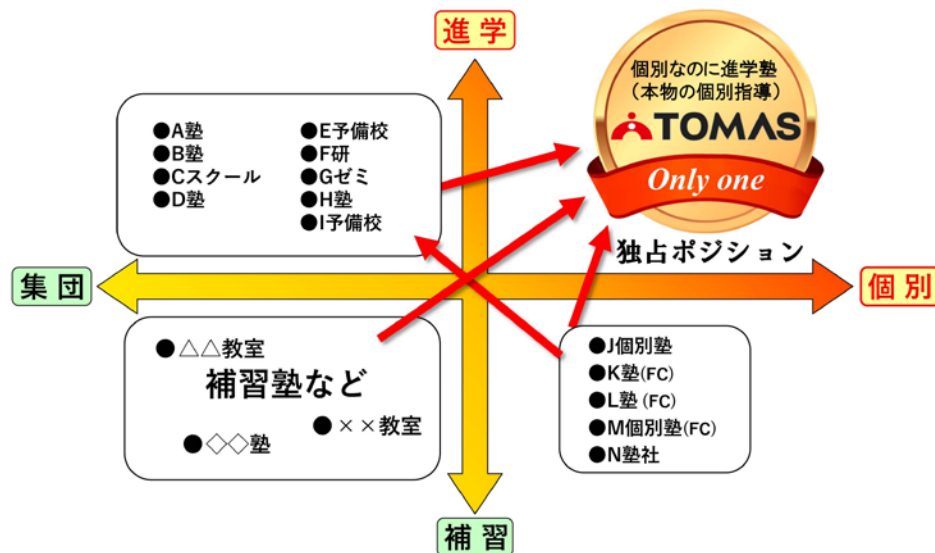 進学
個別なのに進学塾
（本物の個別指導）
TOMAS
Only one
独占ポジション
●A塾
●B塾
●Cスクール
●D塾
●E予備校
●F研
●Gゼミ
●H塾
●I予備校
集団
個別
●△△教室
補習塾など
●××教室
●◇◇塾
●J個別塾
●K塾(FC)
●L塾 (FC)
●M個別塾(FC)
●N塾社
補習